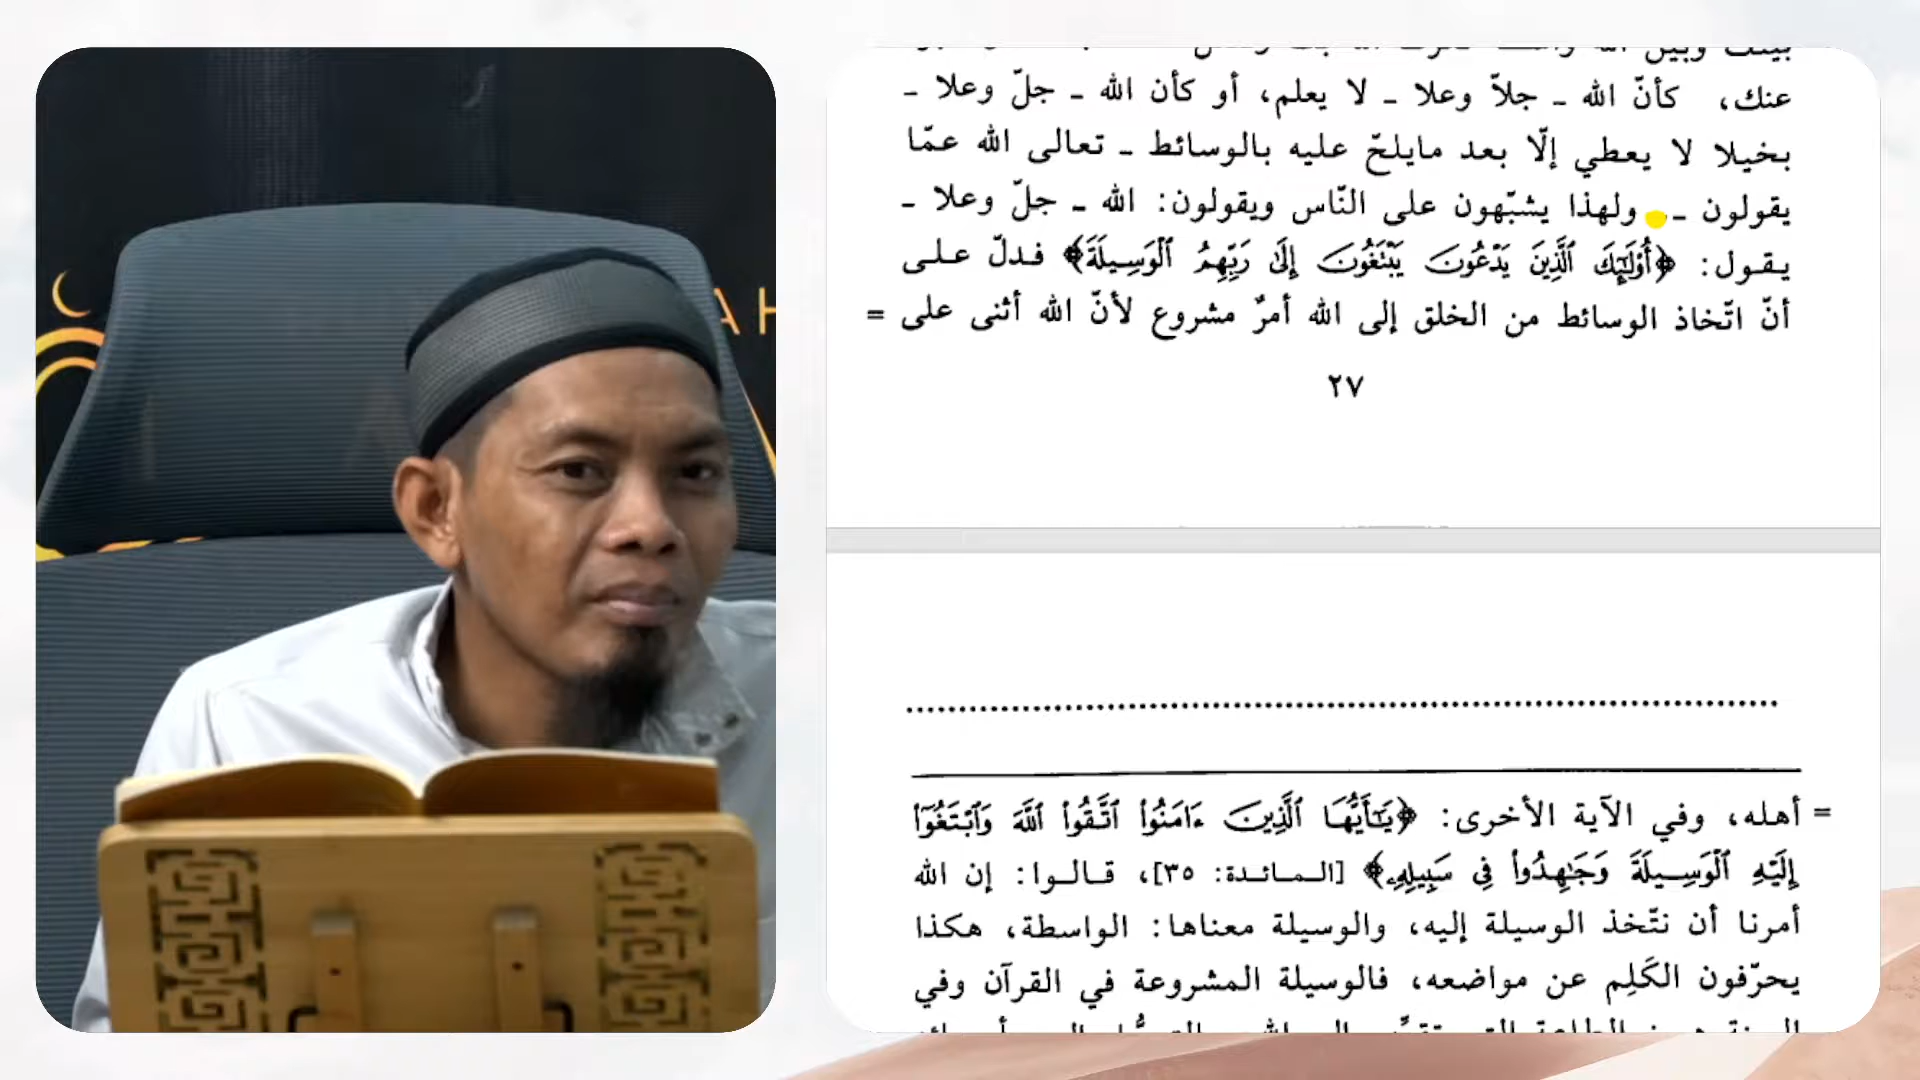 AH
عنك، كأنّ الله ـ جلاّ وعلا ـ لا يعلم، أو كأن الله ـ جلّ وعلا ـ
بخيلا لا يعطي إلّا بعد مايلحّ عليه بالوسائط ـ تعالى الله عمّا
يقولون ـ. ولهذا يشبّهون على النّاس ويقولون: الله ـ جلّ وعلا ـ
يقول: ﴿أُوْلَٰٓئِكَ ٱلَّذِينَ يَدْعُونَ يَبْتَغُونَ إِلَىٰ رَبِّهِمُ ٱلْوَسِيلَةَ﴾ فدلّ على
أنّ اتّخاذ الوسائط من الخلق إلى الله أمرٌ مشروع لأنّ الله أثنى على =
٢٧
= أهله، وفي الآية الأخرى: ﴿يَٰٓأَيُّهَا ٱلَّذِينَ ءَامَنُوا۟ ٱتَّقُوا۟ ٱللَّهَ وَٱبْتَغُوٓا۟
إِلَيْهِ ٱلْوَسِيلَةَ وَجَٰهِدُوا۟ فِي سَبِيلِهِۦ﴾ [المائدة: ٣٥]، قالوا: إن الله
أمرنا أن نتّخذ الوسيلة إليه، والوسيلة معناها: الواسطة، هكذا
يحرّفون الكَلِم عن مواضعه، فالوسيلة المشروعة في القرآن وفي